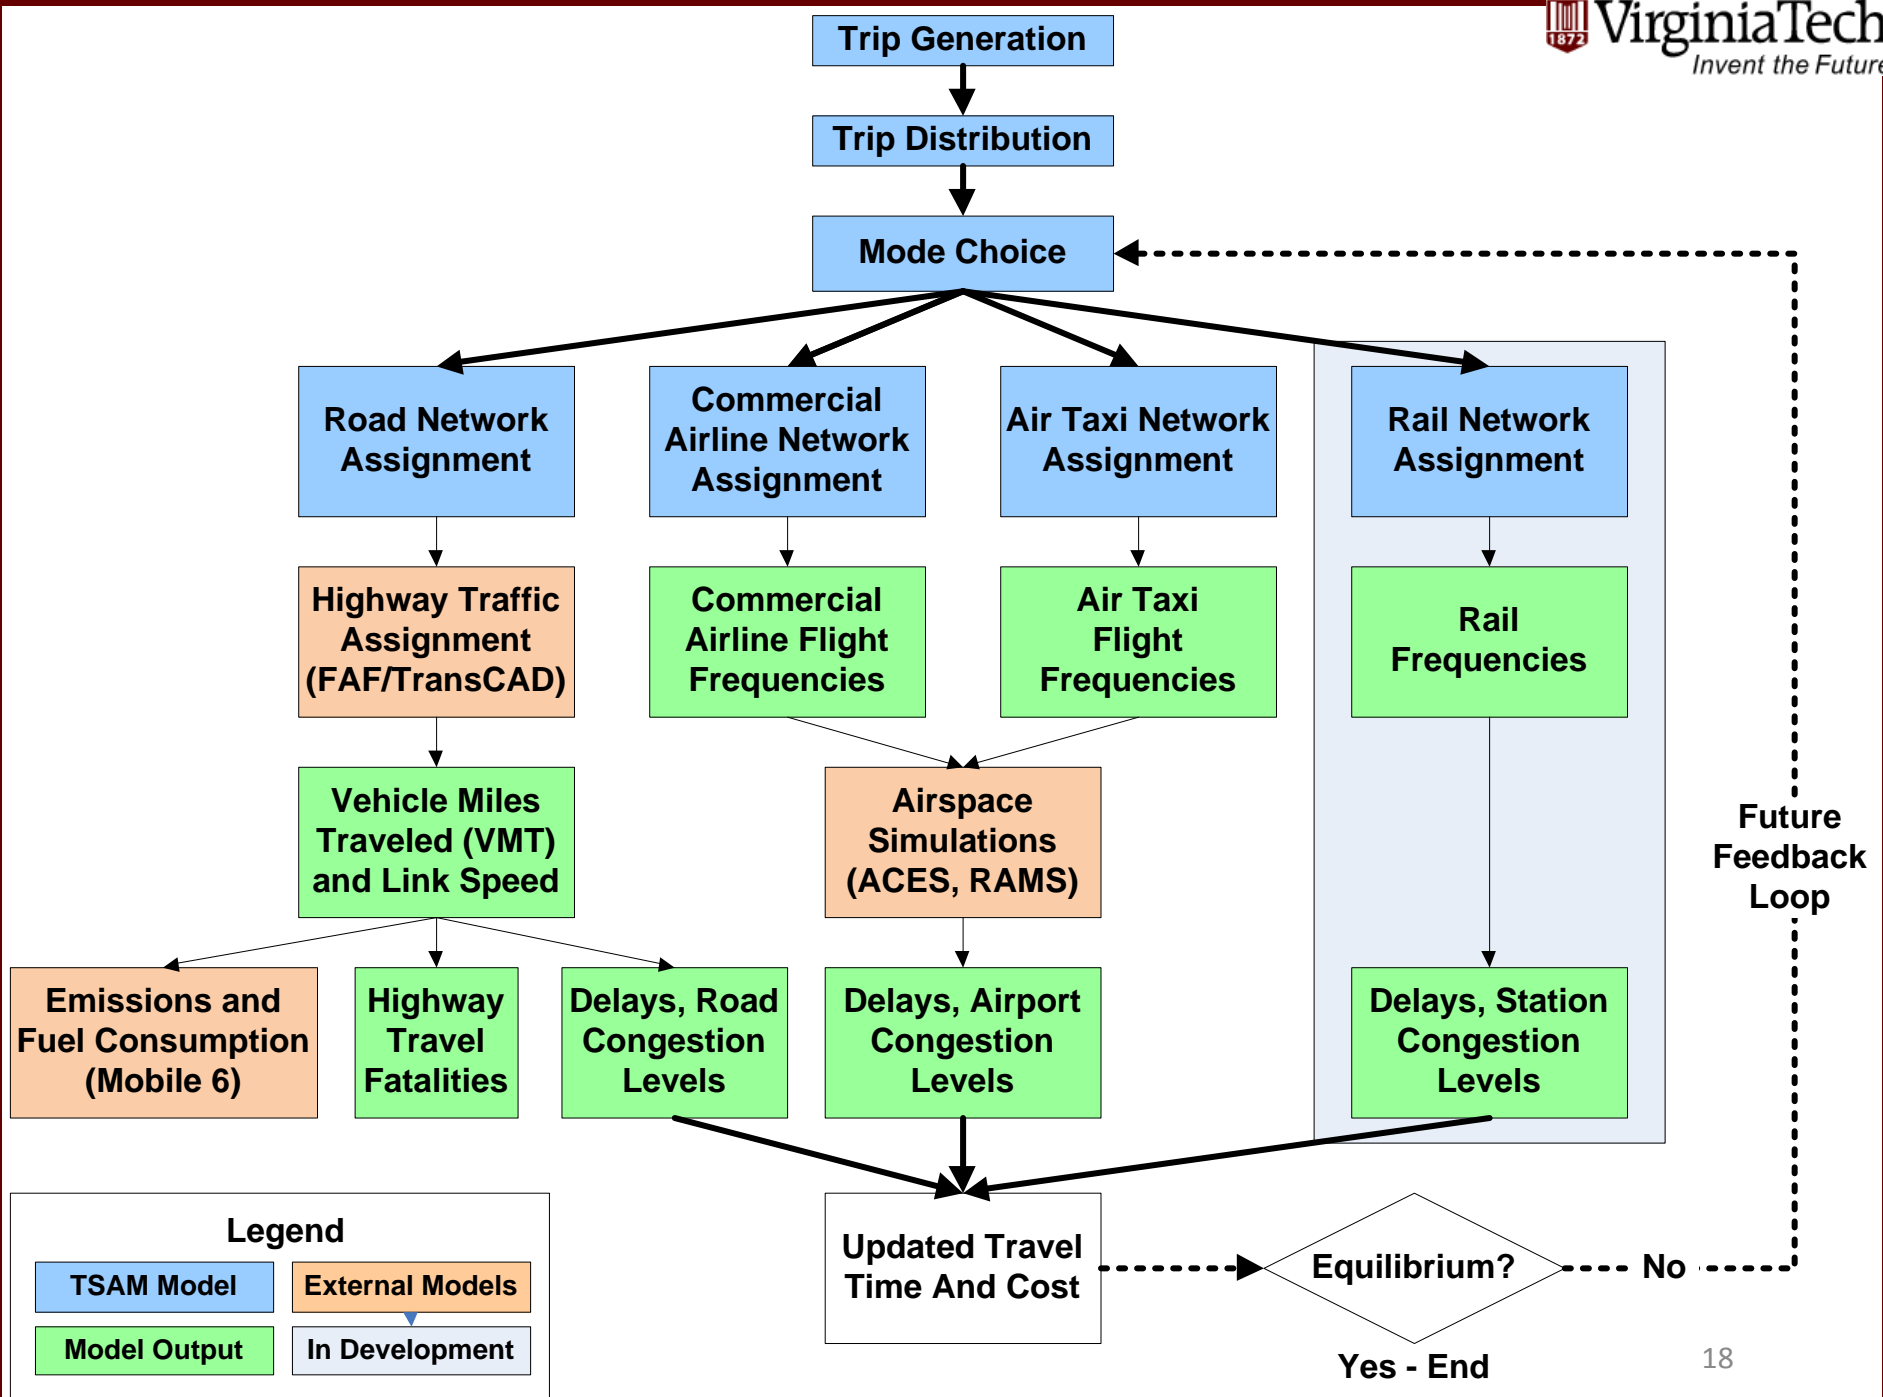 VirginiaTech
1872
Invent the Future
Trip Generation
Trip Distribution
Mode Choice
Road Network
Assignment
Commercial
Airline Network
Assignment
Air Taxi Network
Assignment
Rail Network
Assignment
Highway Traffic
Assignment
(FAF/TransCAD)
Commercial
Airline Flight
Frequencies
Air Taxi
Flight
Frequencies
Rail
Frequencies
Vehicle Miles
Traveled (VMT)
and Link Speed
Airspace
Simulations
(ACES, RAMS)
Future
Feedback
Loop
Emissions and
Fuel Consumption
(Mobile 6)
Highway
Travel
Fatalities
Delays, Road
Congestion
Levels
Delays, Airport
Congestion
Levels
Delays, Station
Congestion
Levels
Updated Travel
Time And Cost
Equilibrium?
No
Yes - End
Legend
TSAM Model
External Models
Model Output
In Development
18